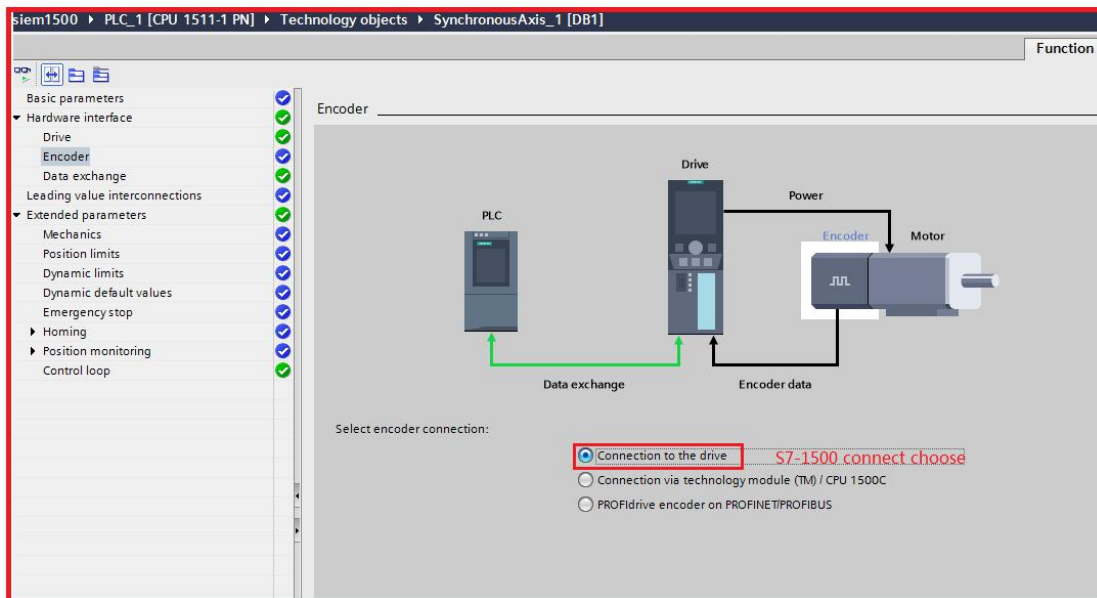 siem1500 ▸ PLC_1 [CPU 1511-1 PN] ▸ Technology objects ▸ SynchronousAxis_1 [DB1]
Function
Basic parameters
Hardware interface
Drive
Encoder
Data exchange
Leading value interconnections
Extended parameters
Mechanics
Position limits
Dynamic limits
Dynamic default values
Emergency stop
Homing
Position monitoring
Control loop
Encoder
Drive
Power
PLC
Encoder
Motor
Data exchange
Encoder data
Select encoder connection:
Connection to the drive S7-1500 connect choose
Connection via technology module (TM) / CPU 1500C
PROFIdrive encoder on PROFINET/PROFIBUS